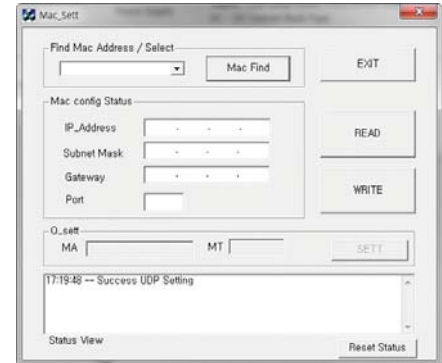 Mac_Sett
Find Mac Address / Select
Mac Find
EXIT
Mac config Status
IP_Address
Subnet Mask
Gateway
Port
READ
WRITE
O_sett
MA
MT
SETT
17:19:48 -- Success UDP Setting
Status View
Reset Status